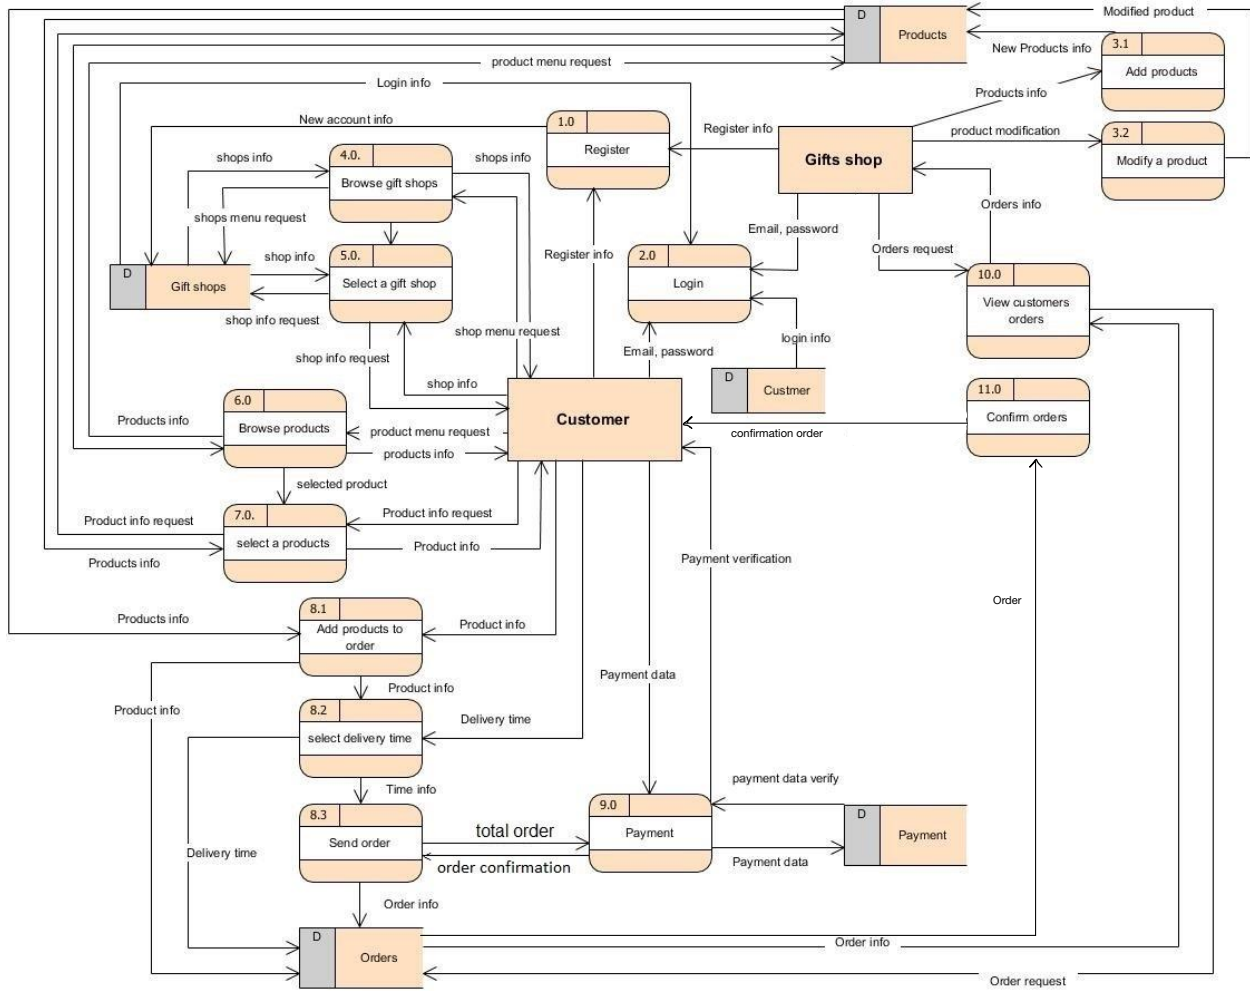 D
Products
Modified product
New Products info
3.1
Add products
product menu request
Login info
Products info
New account info
1.0
Register
Register info
Gifts shop
product modification
3.2
Modify a product
shops info
4.0.
Browse gift shops
shops info
shops menu request
Orders info
Email, password
Orders request
Register info
shop info
5.0.
Select a gift shop
2.0
Login
10.0
View customers
orders
D
Gift shops
shop info request
shop menu request
login info
shop info request
Email, password
shop info
D
Custmer
11.0
Confirm orders
6.0
Browse products
Products info
Customer
product menu request
confirmation order
products info
selected product
7.0.
select a products
Product info request
Product info request
Product info
Products info
Payment verification
Order
8.1
Add products to
order
Products info
Product info
Payment data
Product info
Product info
8.2
select delivery time
Delivery time
Time info
payment data verify
8.3
Send order
total order
9.0
Payment
D
Payment
Delivery time
order confirmation
Payment data
Order info
D
Orders
Order info
Order request